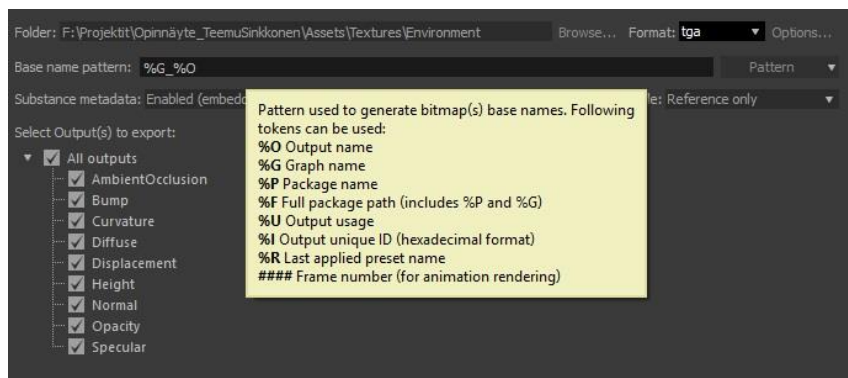 Folder: F:\Projektit\Opinnäyte_TeemuSinkkonen\Assets\Textures\Environment Browse... Format: tga Options...
Base name pattern: %G_%O Pattern
Substance metadata: Enabled (embedd le: Reference only
Select Output(s) to export:
All outputs
AmbientOcclusion
Bump
Curvature
Diffuse
Displacement
Height
Normal
Opacity
Specular
Pattern used to generate bitmap(s) base names. Following
tokens can be used:
%O Output name
%G Graph name
%P Package name
%F Full package path (includes %P and %G)
%U Output usage
%I Output unique ID (hexadecimal format)
%R Last applied preset name
#### Frame number (for animation rendering)